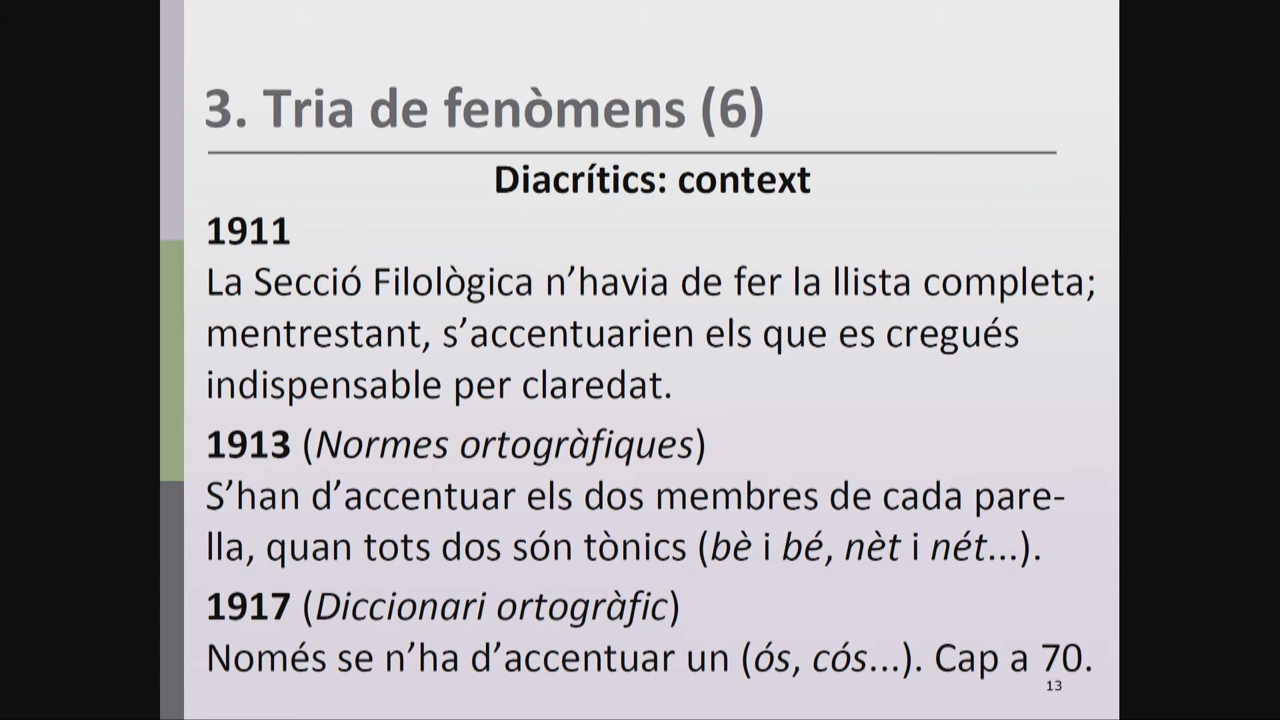 3. Tria de fenòmens (6)
Diacrítics: context
1911
La Secció Filològica n’havia de fer la llista completa;
mentrestant, s’accentuarien els que es cregués
indispensable per claredat.
1913 (Normes ortogràfiques)
S’han d’accentuar els dos membres de cada pare-
lla, quan tots dos són tònics (bè i bé, nèt i nét...).
1917 (Diccionari ortogràfic)
Només se n’ha d’accentuar un (ós, cós...). Cap a 70.
13